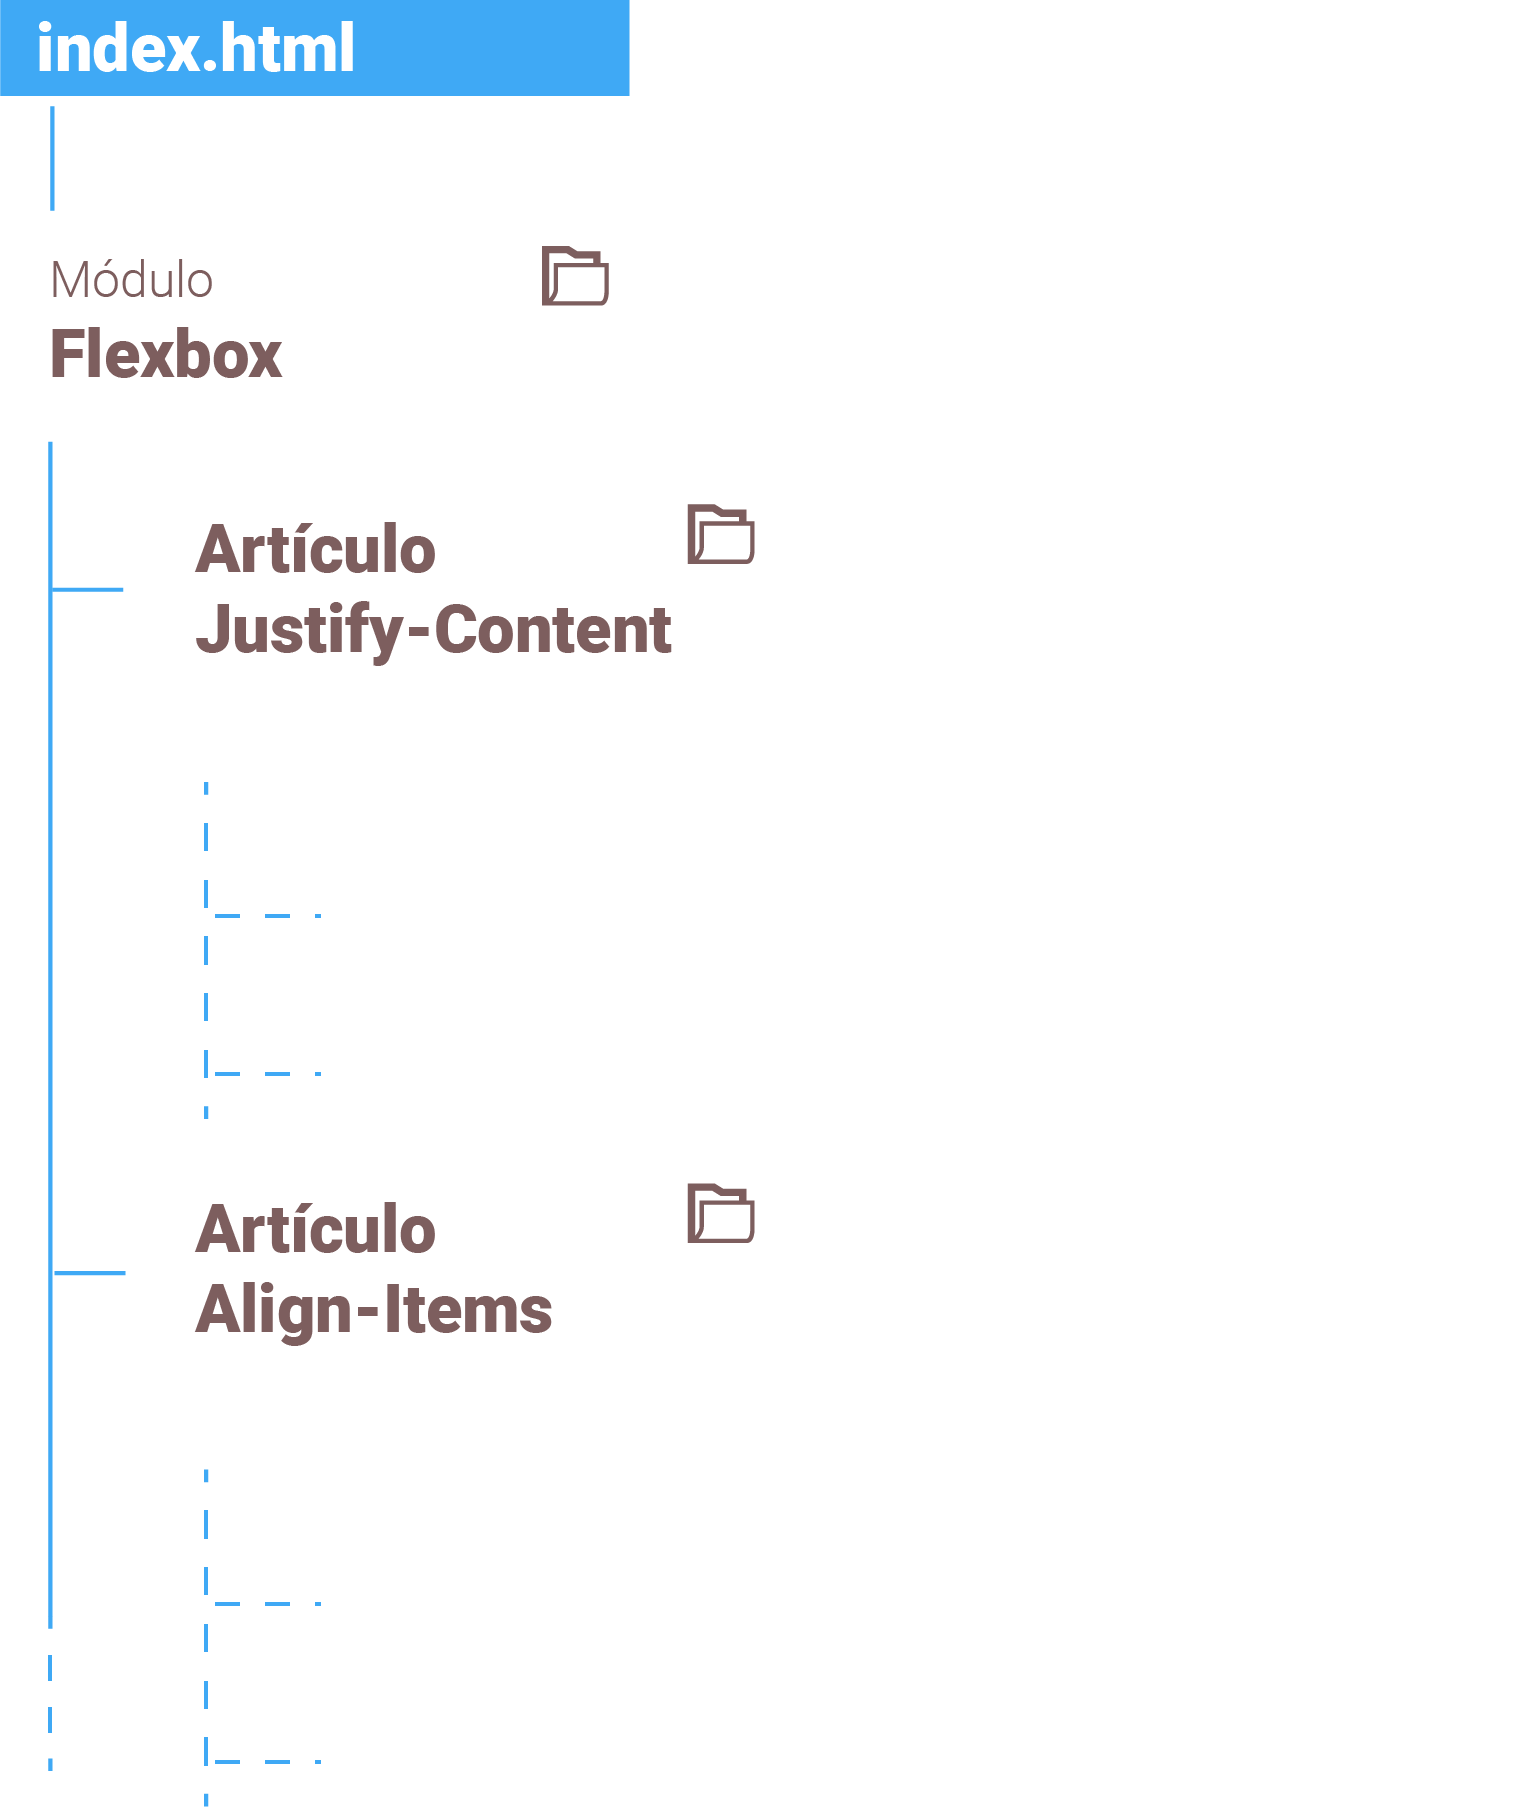 index.html
Módulo
Flexbox
Artículo
Justify-Content
Artículo
Align-Items